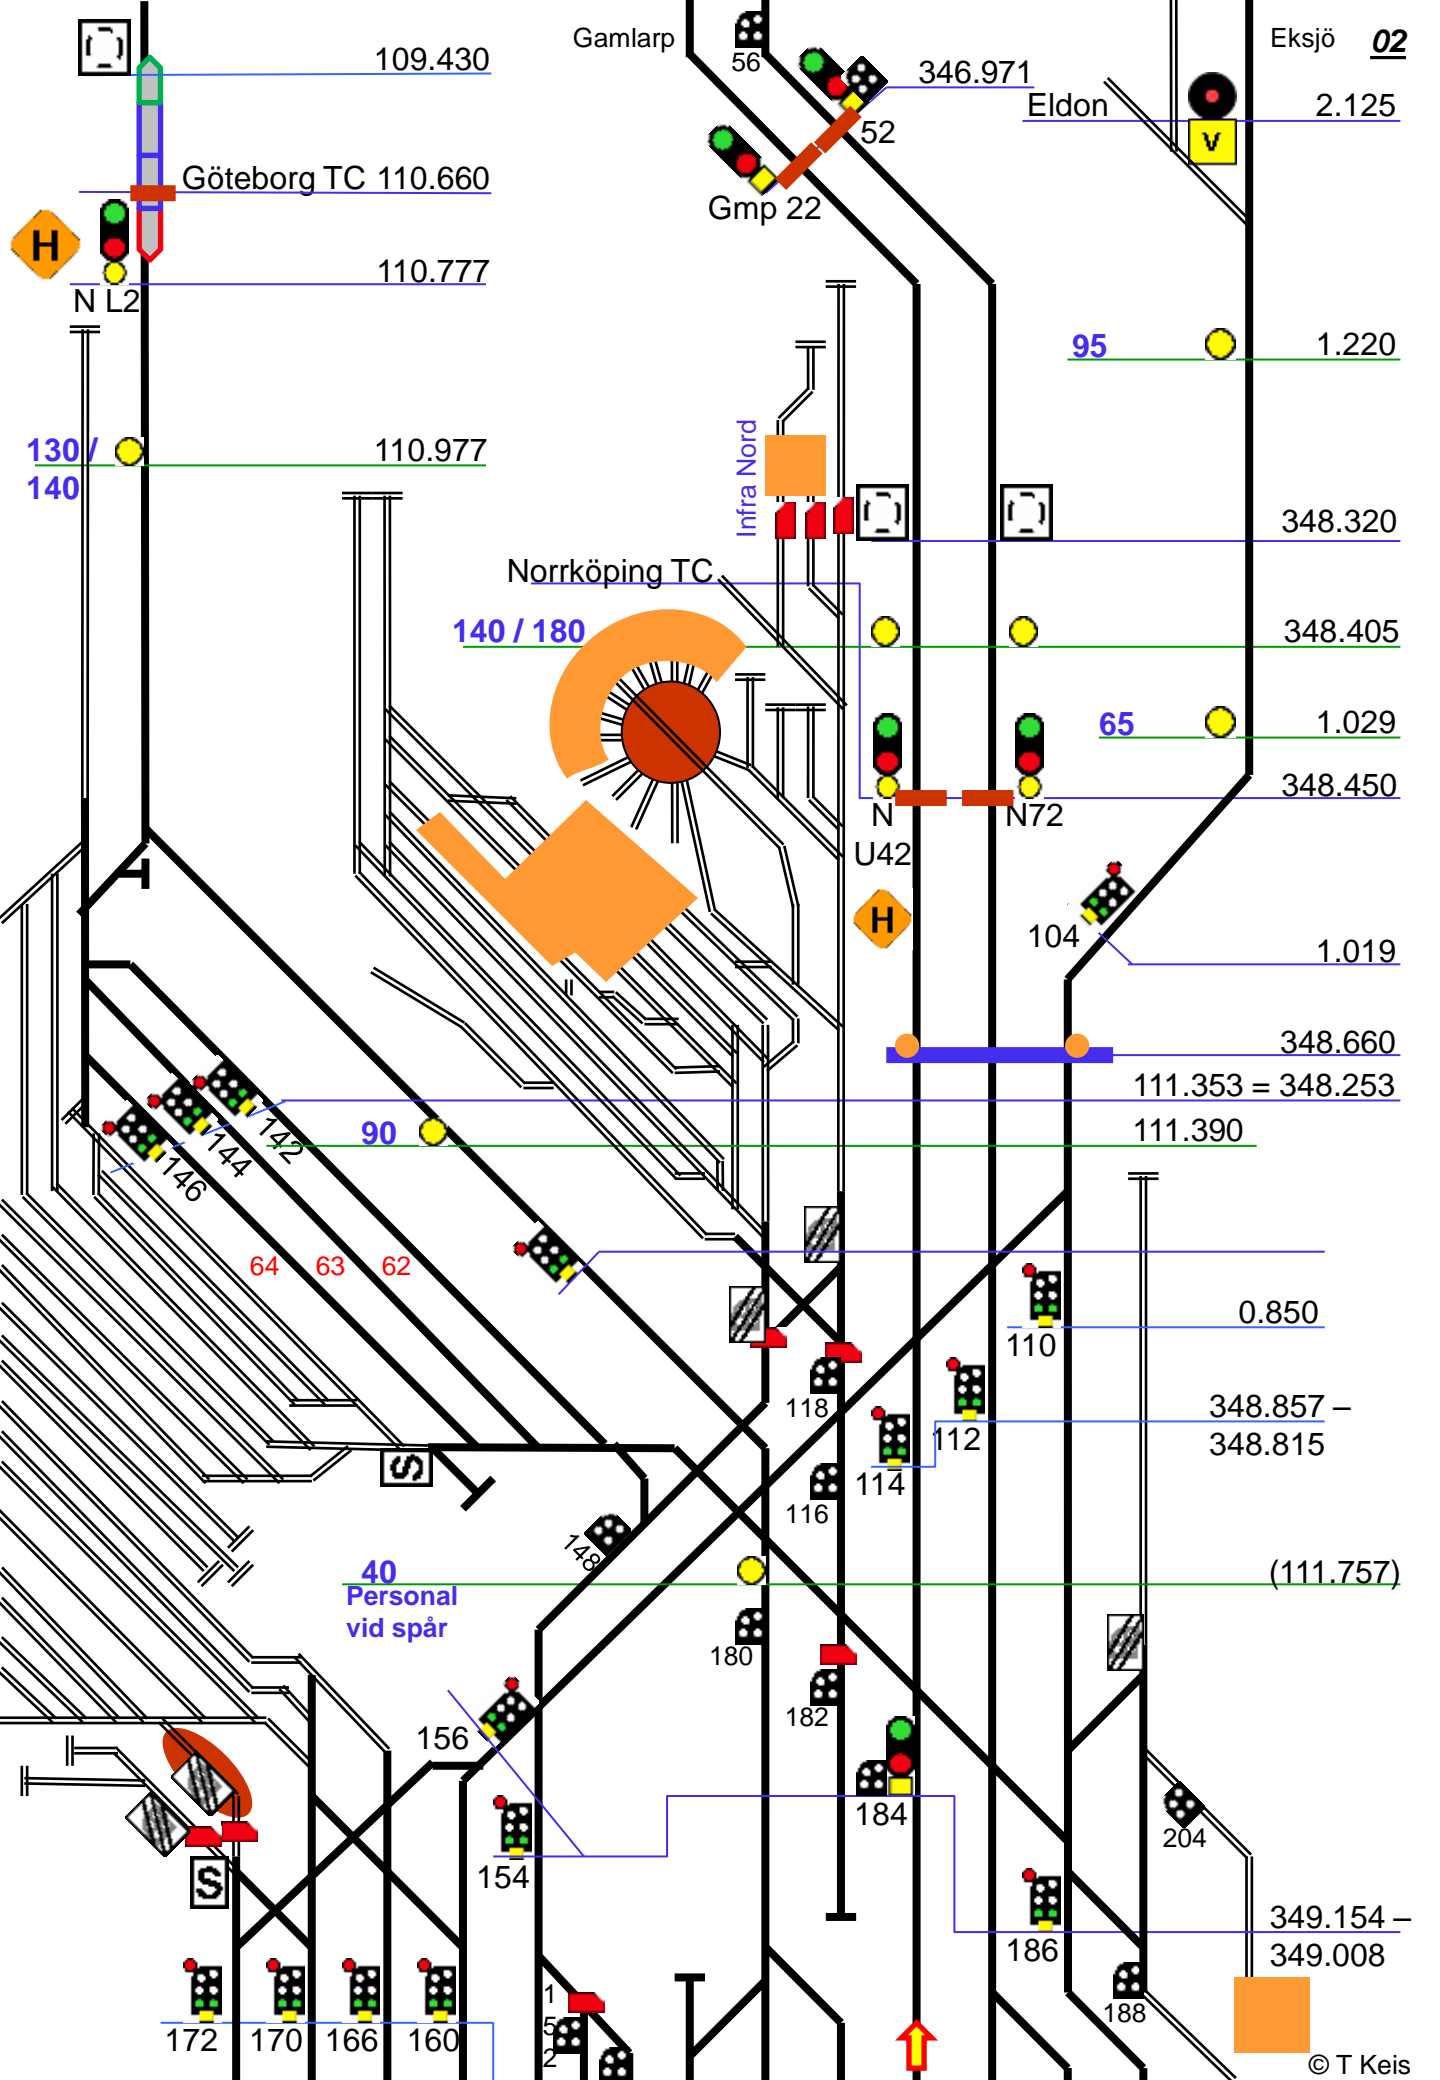 Gamlarp
56
Eksjö
02
109.430
346.971
Eldon
2.125
V
52
Göteborg TC 110.660
Gmp 22
H
110.777
N L2
95
1.220
130 /
140
110.977
Infra Nord
348.320
Norrköping TC
140 / 180
348.405
65
1.029
348.450
N
U42
N72
H
104
1.019
348.660
111.353 = 348.253
90
111.390
142
144
146
64
63
62
0.850
110
118
112
348.857 –
348.815
114
S
116
148
40
Personal
vid spår
(111.757)
180
182
156
184
204
154
S
349.154 –
349.008
186
188
1
5
2
172
170
166
160
© T Keis